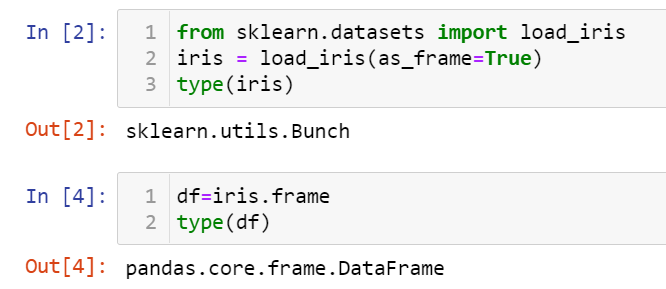 In [2]: 1 from sklearn.datasets import load_iris
2 iris = load_iris(as_frame=True)
3 type(iris)
Out[2]: sklearn.utils.Bunch
In [4]: 1 df=iris.frame
2 type(df)
Out[4]: pandas.core.frame.DataFrame